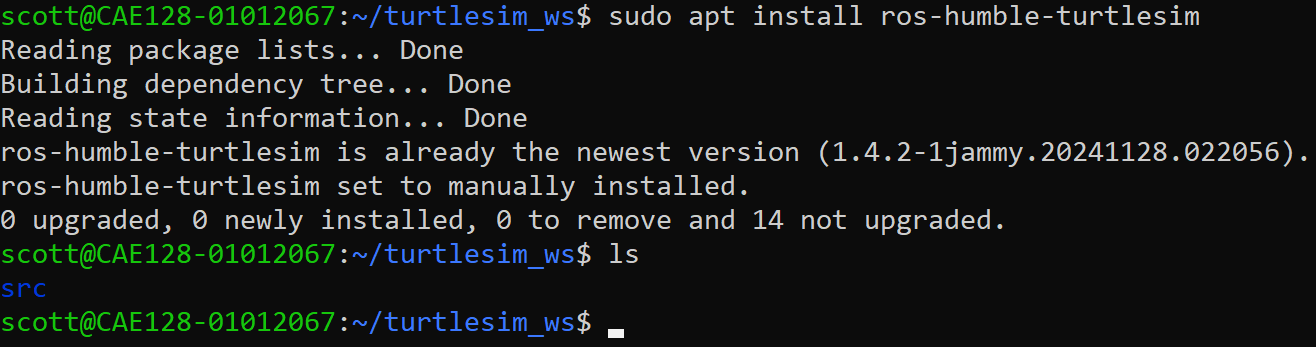 scott@CAE128-01012067:~/turtlesim_ws$ sudo apt install ros-humble-turtlesim
Reading package lists... Done
Building dependency tree... Done
Reading state information... Done
ros-humble-turtlesim is already the newest version (1.4.2-1jammy.20241128.022056).
ros-humble-turtlesim set to manually installed.
0 upgraded, 0 newly installed, 0 to remove and 14 not upgraded.
scott@CAE128-01012067:~/turtlesim_ws$ ls
src
scott@CAE128-01012067:~/turtlesim_ws$